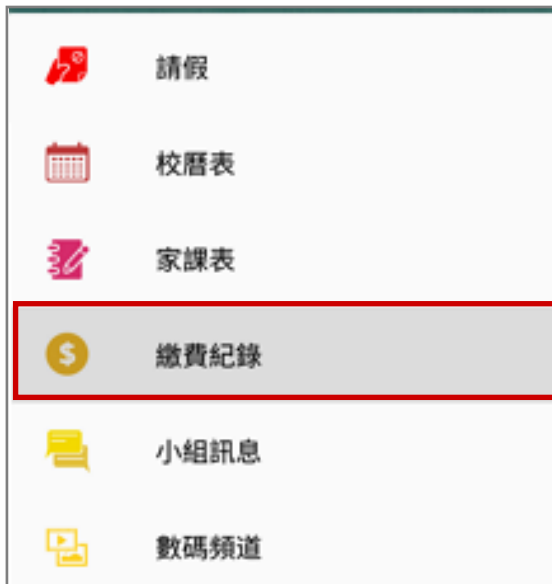 請假
校曆表
家課表
繳費紀錄
小組訊息
數碼頻道